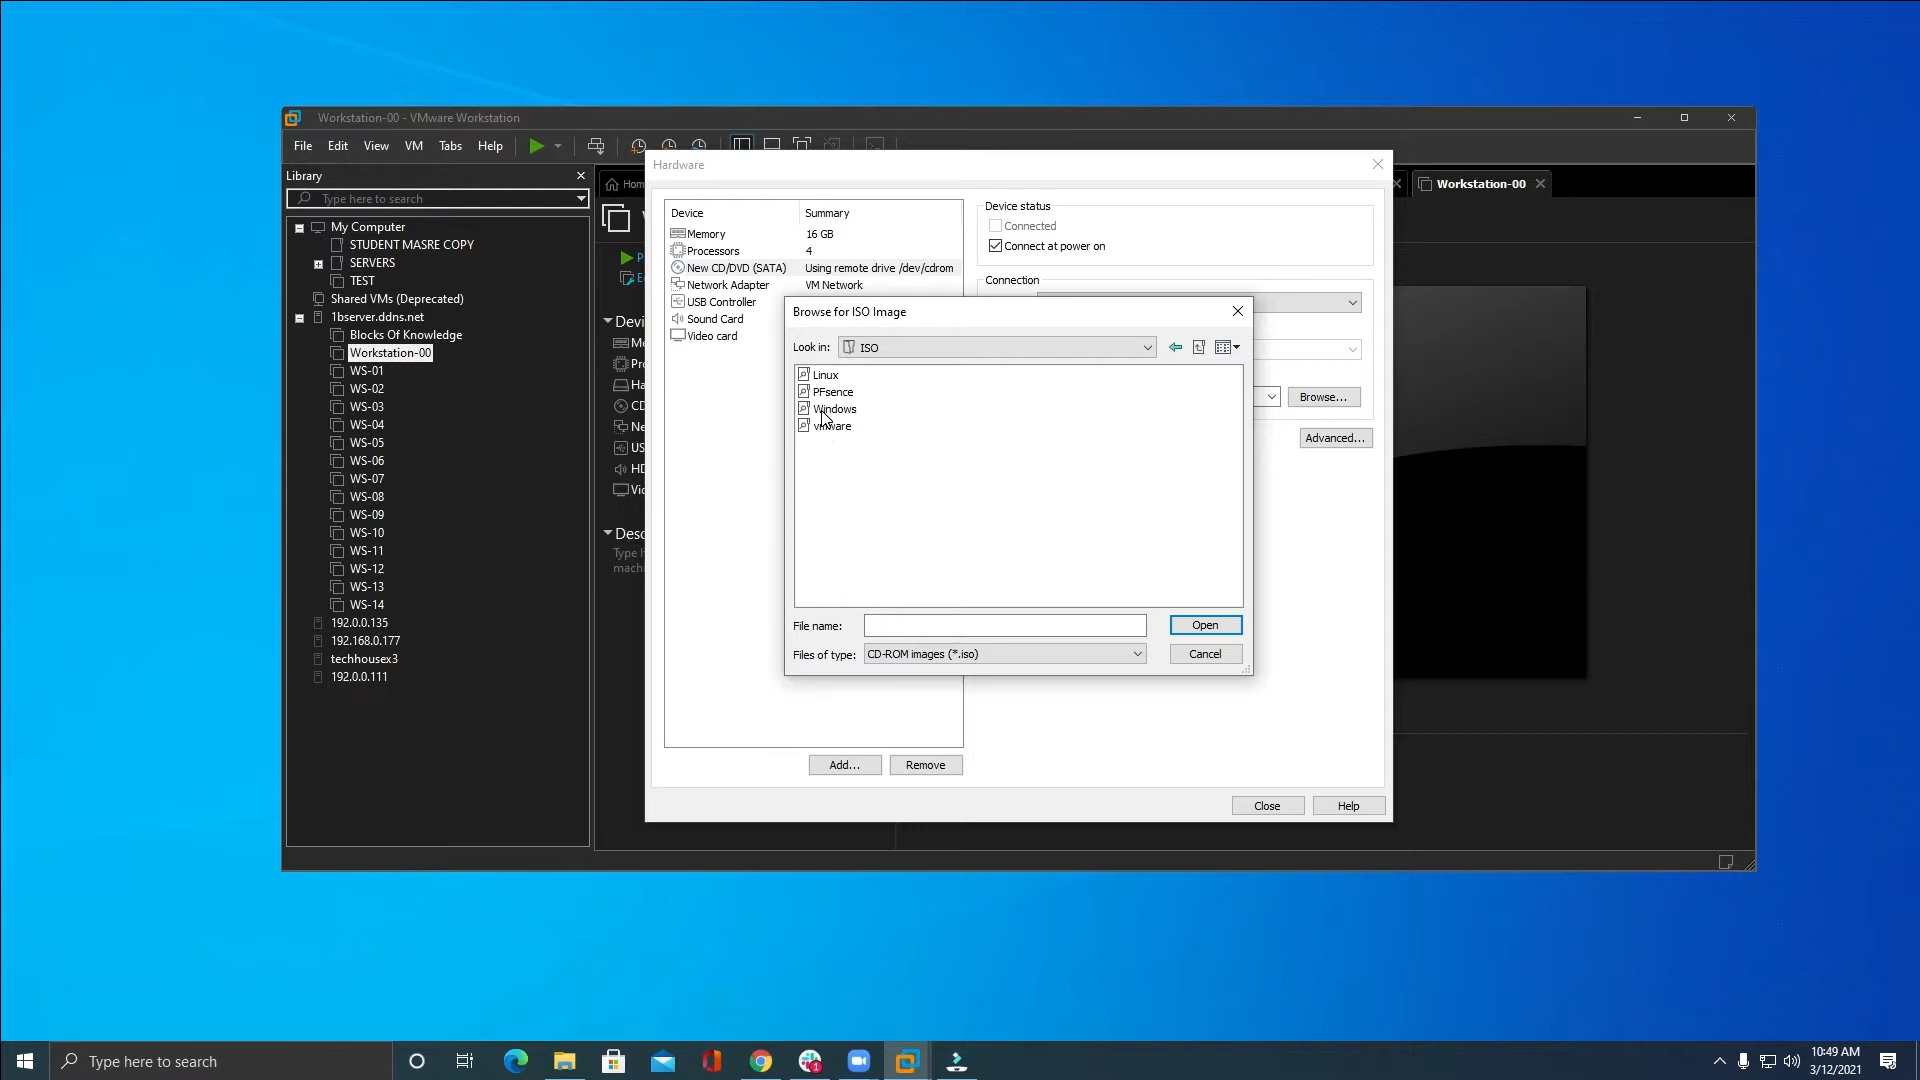 Workstation-00 - VMware Workstation
File Edit View VM Tabs Help
Library
Type here to search
My Computer
STUDENT MASRE COPY
SERVERS
TEST
Shared VMs (Deprecated)
1bserver.ddns.net
Blocks Of Knowledge
Workstation-00
WS-01
WS-02
WS-03
WS-04
WS-05
WS-06
WS-07
WS-08
WS-09
WS-10
WS-11
WS-12
WS-13
WS-14
192.0.0.135
192.168.0.177
techhousex3
192.0.0.111
Workstation-00
Hardware
Device Summary
Memory 16 GB
Processors 4
New CD/DVD (SATA) Using remote drive /dev/cdrom
Network Adapter VM Network
USB Controller
Sound Card
Video card
Add... Remove
Device status
Connected
Connect at power on
Connection
Browse...
Advanced...
Close Help
Browse for ISO Image
Look in: ISO
Linux
PFsence
Windows
vmware
File name: Open
Files of type: CD-ROM images (*.iso) Cancel
Type here to search
10:49 AM
3/12/2021